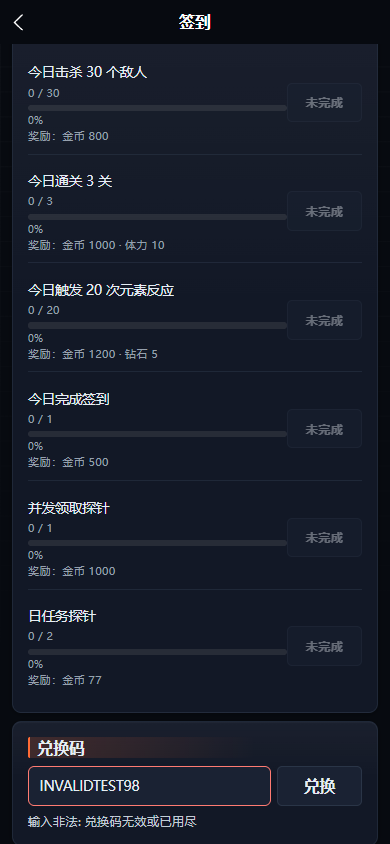 签到
今日击杀 30 个敌人
0 / 30
未完成
0%
奖励：金币 800
今日通关 3 关
0 / 3
未完成
0%
奖励：金币 1000 · 体力 10
今日触发 20 次元素反应
0 / 20
未完成
0%
奖励：金币 1200 · 钻石 5
今日完成签到
0 / 1
未完成
0%
奖励：金币 500
并发领取探针
0 / 1
未完成
0%
奖励：金币 1000
日任务探针
0 / 2
未完成
0%
奖励：金币 77
兑换码
INVALIDTEST98
兑换
输入非法: 兑换码无效或已用尽